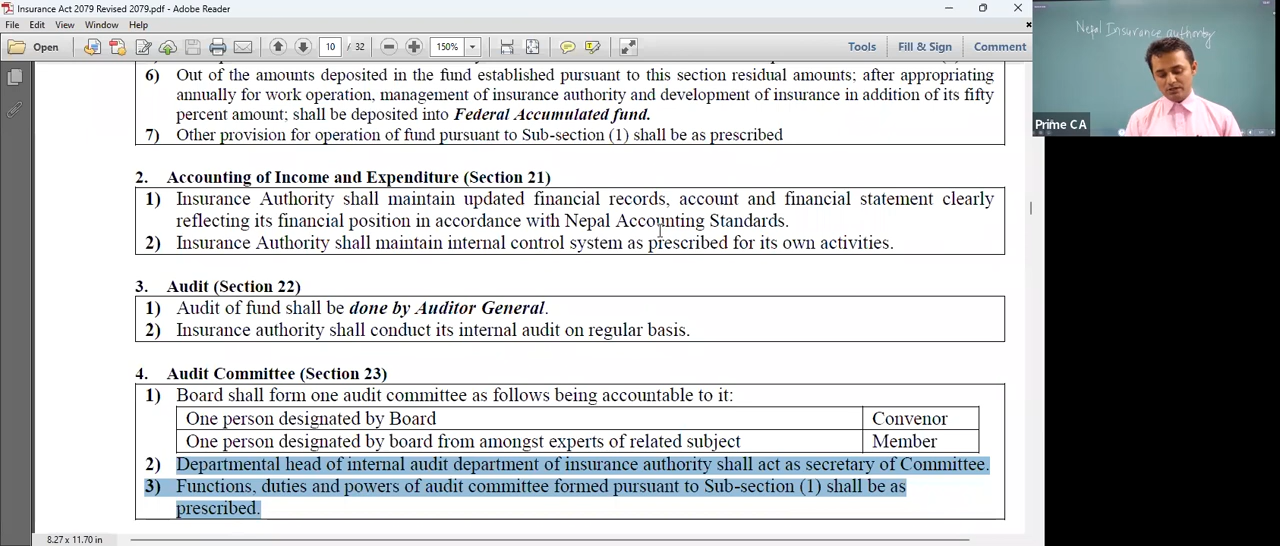 Insurance Act 2079 Revised 2079.pdf - Adobe Reader
File Edit View Window Help
Open 10 / 32 150% Tools Fill & Sign Comment
6) Out of the amounts deposited in the fund established pursuant to this section residual amounts; after appropriating
annually for work operation, management of insurance authority and development of insurance in addition of its fifty
percent amount; shall be deposited into Federal Accumulated fund.
7) Other provision for operation of fund pursuant to Sub-section (1) shall be as prescribed
2. Accounting of Income and Expenditure (Section 21)
1) Insurance Authority shall maintain updated financial records, account and financial statement clearly
reflecting its financial position in accordance with Nepal Accounting Standards.
2) Insurance Authority shall maintain internal control system as prescribed for its own activities.
3. Audit (Section 22)
1) Audit of fund shall be done by Auditor General.
2) Insurance authority shall conduct its internal audit on regular basis.
4. Audit Committee (Section 23)
1) Board shall form one audit committee as follows being accountable to it:
One person designated by Board Convenor
One person designated by board from amongst experts of related subject Member
2) Departmental head of internal audit department of insurance authority shall act as secretary of Committee.
3) Functions, duties and powers of audit committee formed pursuant to Sub-section (1) shall be as
prescribed.
8.27 x 11.70 in
Nepal Insurance authority
Prime CA